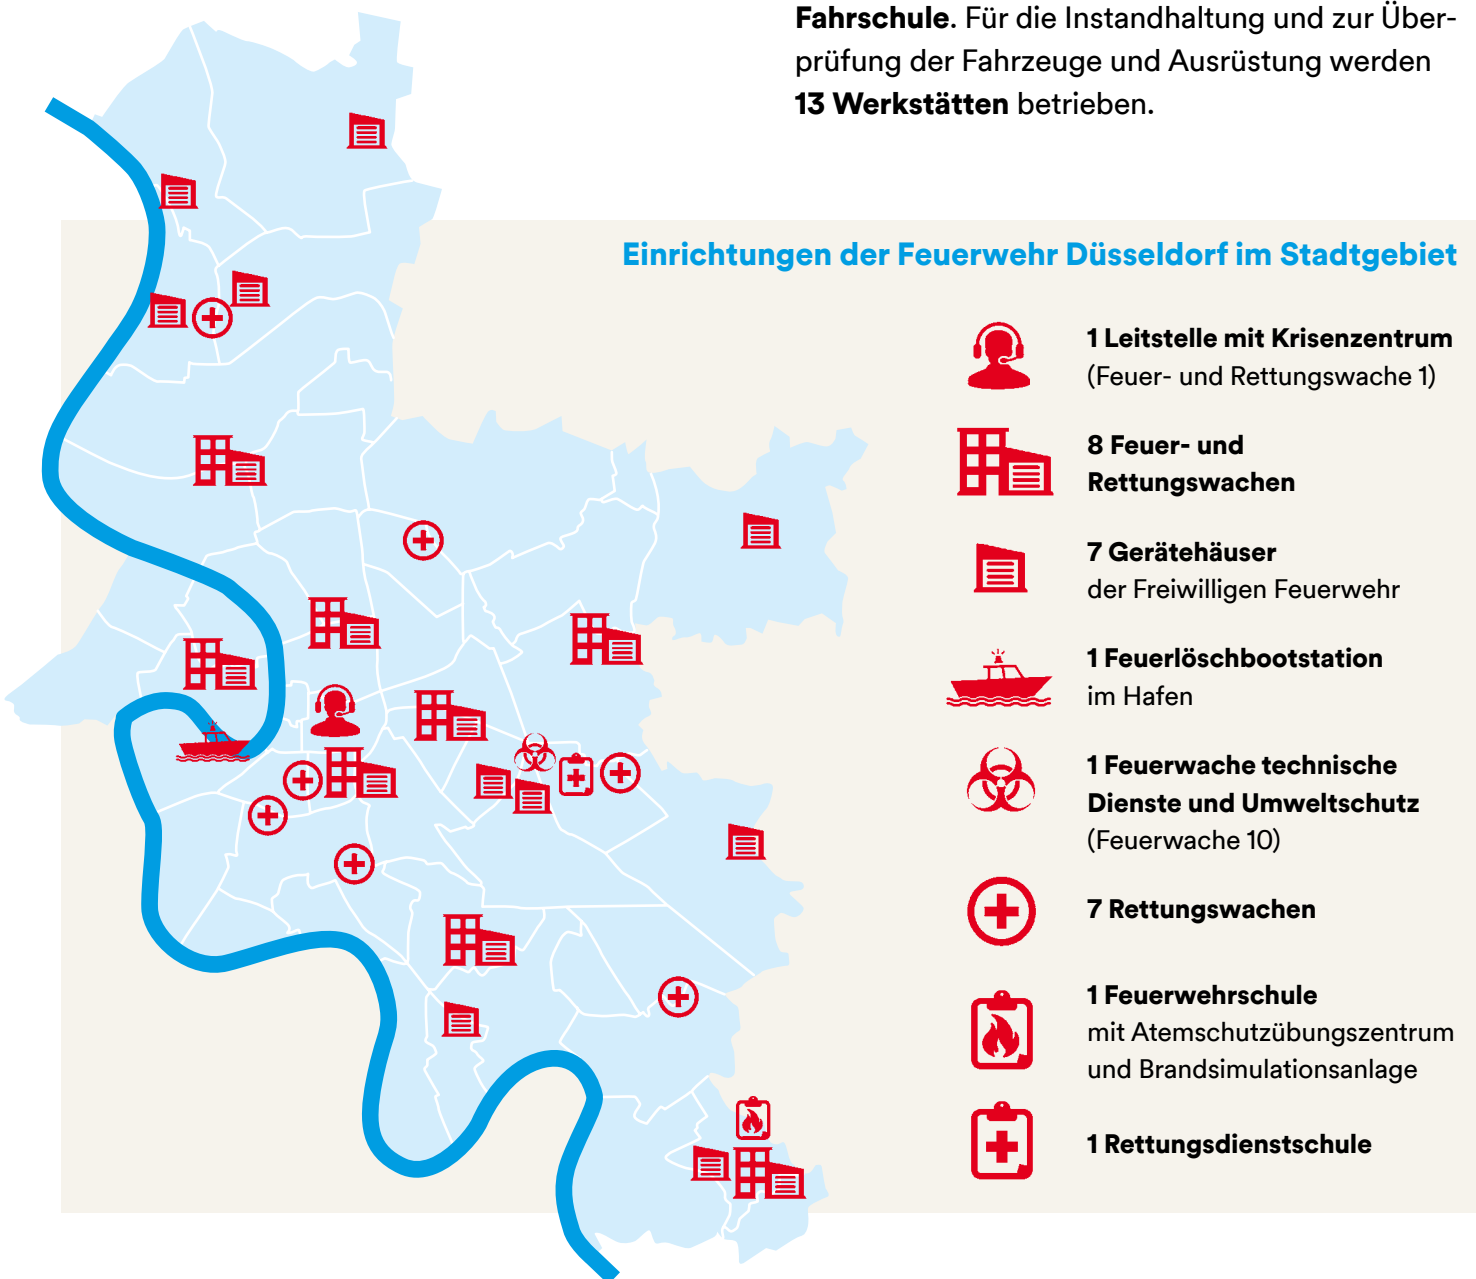 Fahrschule. Für die Instandhaltung und zur Über-
prüfung der Fahrzeuge und Ausrüstung werden
13 Werkstätten betrieben.
Einrichtungen der Feuerwehr Düsseldorf im Stadtgebiet
1 Leitstelle mit Krisenzentrum
(Feuer- und Rettungswache 1)
8 Feuer- und
Rettungswachen
7 Gerätehäuser
der Freiwilligen Feuerwehr
1 Feuerlöschbootstation
im Hafen
1 Feuerwache technische
Dienste und Umweltschutz
(Feuerwache 10)
7 Rettungswachen
1 Feuerwehrschule
mit Atemschutzübungszentrum
und Brandsimulationsanlage
1 Rettungsdienstschule